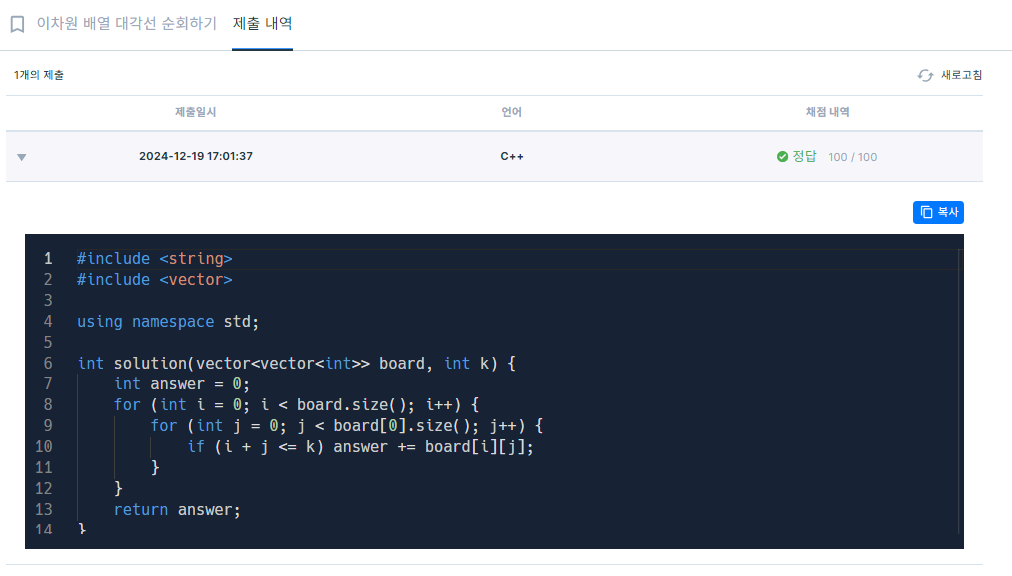 이차원 배열 대각선 순회하기 제출 내역
1개의 제출 새로고침
제출일시 언어 채점 내역
2024-12-19 17:01:37 C++ 정답 100 / 100
복사
1 #include <string>
2 #include <vector>
3
4 using namespace std;
5
6 int solution(vector<vector<int>> board, int k) {
7     int answer = 0;
8     for (int i = 0; i < board.size(); i++) {
9         for (int j = 0; j < board[0].size(); j++) {
10             if (i + j <= k) answer += board[i][j];
11         }
12     }
13     return answer;
14 }